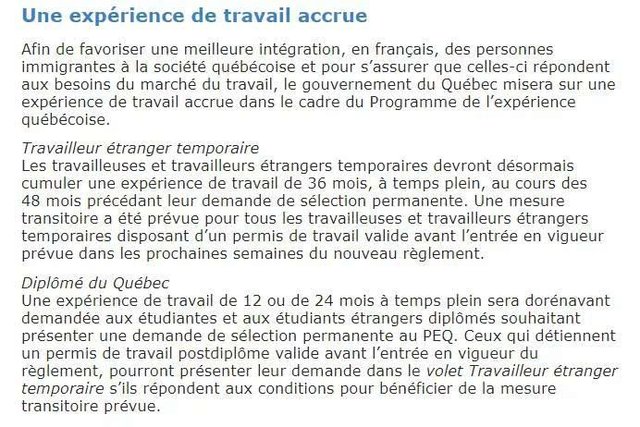 Une expérience de travail accrue
Afin de favoriser une meilleure intégration, en français, des personnes
immigrantes à la société québécoise et pour s’assurer que celles-ci répondent
aux besoins du marché du travail, le gouvernement du Québec misera sur une
expérience de travail accrue dans le cadre du Programme de l’expérience
québécoise.
Travailleur étranger temporaire
Les travailleuses et travailleurs étrangers temporaires devront désormais
cumuler une expérience de travail de 36 mois, à temps plein, au cours des
48 mois précédant leur demande de sélection permanente. Une mesure
transitoire a été prévue pour tous les travailleuses et travailleurs étrangers
temporaires disposant d’un permis de travail valide avant l’entrée en vigueur
prévue dans les prochaines semaines du nouveau règlement.
Diplômé du Québec
Une expérience de travail de 12 ou de 24 mois à temps plein sera dorénavant
demandée aux étudiantes et aux étudiants étrangers diplômés souhaitant
présenter une demande de sélection permanente au PEQ. Ceux qui détiennent
un permis de travail postdiplôme valide avant l’entrée en vigueur du
règlement, pourront présenter leur demande dans le volet Travailleur étranger
temporaire s’ils répondent aux conditions pour bénéficier de la mesure
transitoire prévue.